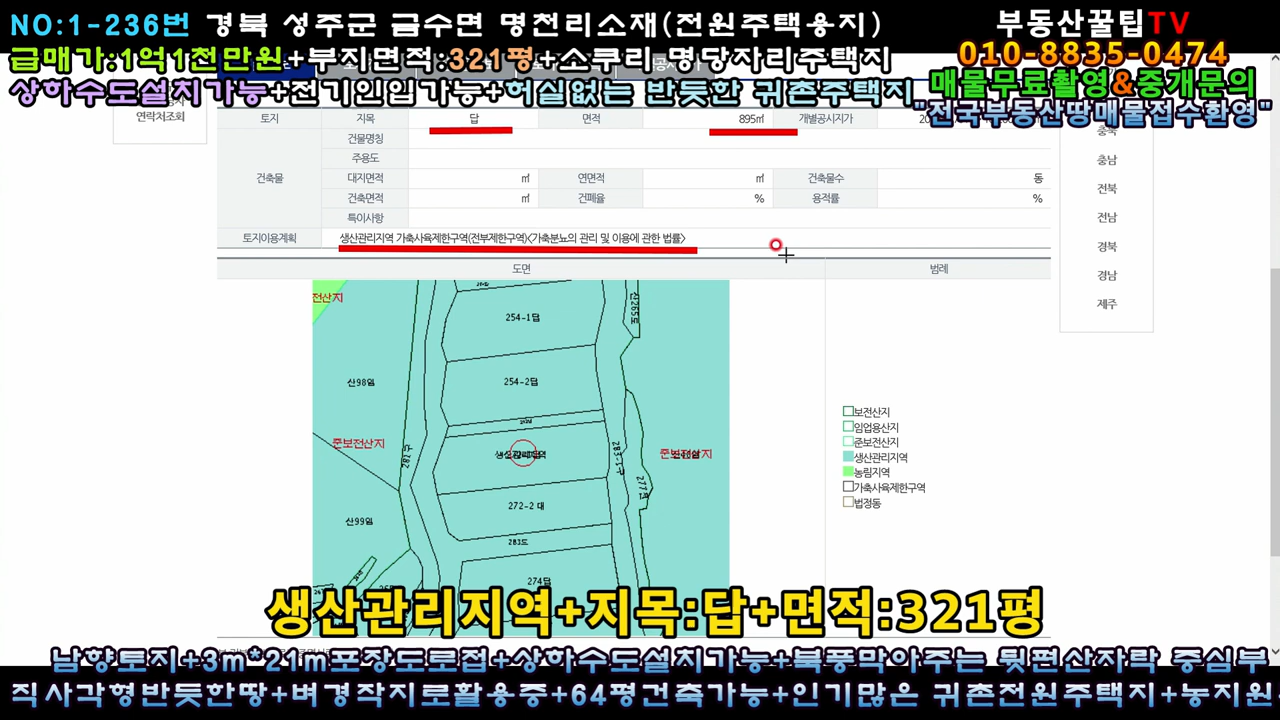 NO:1-236번 경북 성주군 금수면 명천리소재(전원주택용지)
부동산꿀팁TV
급매가:1억1천만원+부지면적:321평+소쿠리 명당자리주택지
010-8835-0474
상하수도설치가능+전기인입가능+허실없는 반듯한 귀촌주택지
매물무료촬영&중개문의
"전국부동산땅매물접수환영"
연락처조회
토지 지목 답 면적 895㎡ 개별공시지가
건물명칭
주용도
건축물 대지면적 ㎡ 연면적 ㎡ 건축물수 동
건축면적 ㎡ 건폐율 % 용적률 %
특이사항
토지이용계획 생산관리지역 가축사육제한구역(전부제한구역)<가축분뇨의 관리 및 이용에 관한 법률>
충북
충남
전북
전남
경북
경남
제주
도면 범례
전산지
254-1답
산265도
254-2답
산98임
준보전산지
281구
283-1구
272-2 대
산99임
283도
274답
보전산지
임업용산지
준보전산지
생산관리지역
농림지역
가축사육제한구역
법정동
생산관리지역+지목:답+면적:321평
남향토지+3m*21m포장도로접+상하수도설치가능+북풍막아주는 뒷편산자락 중심부
직사각형반듯한땅+벼경작지로활용중+64평건축가능+인기많은 귀촌전원주택지+농지원